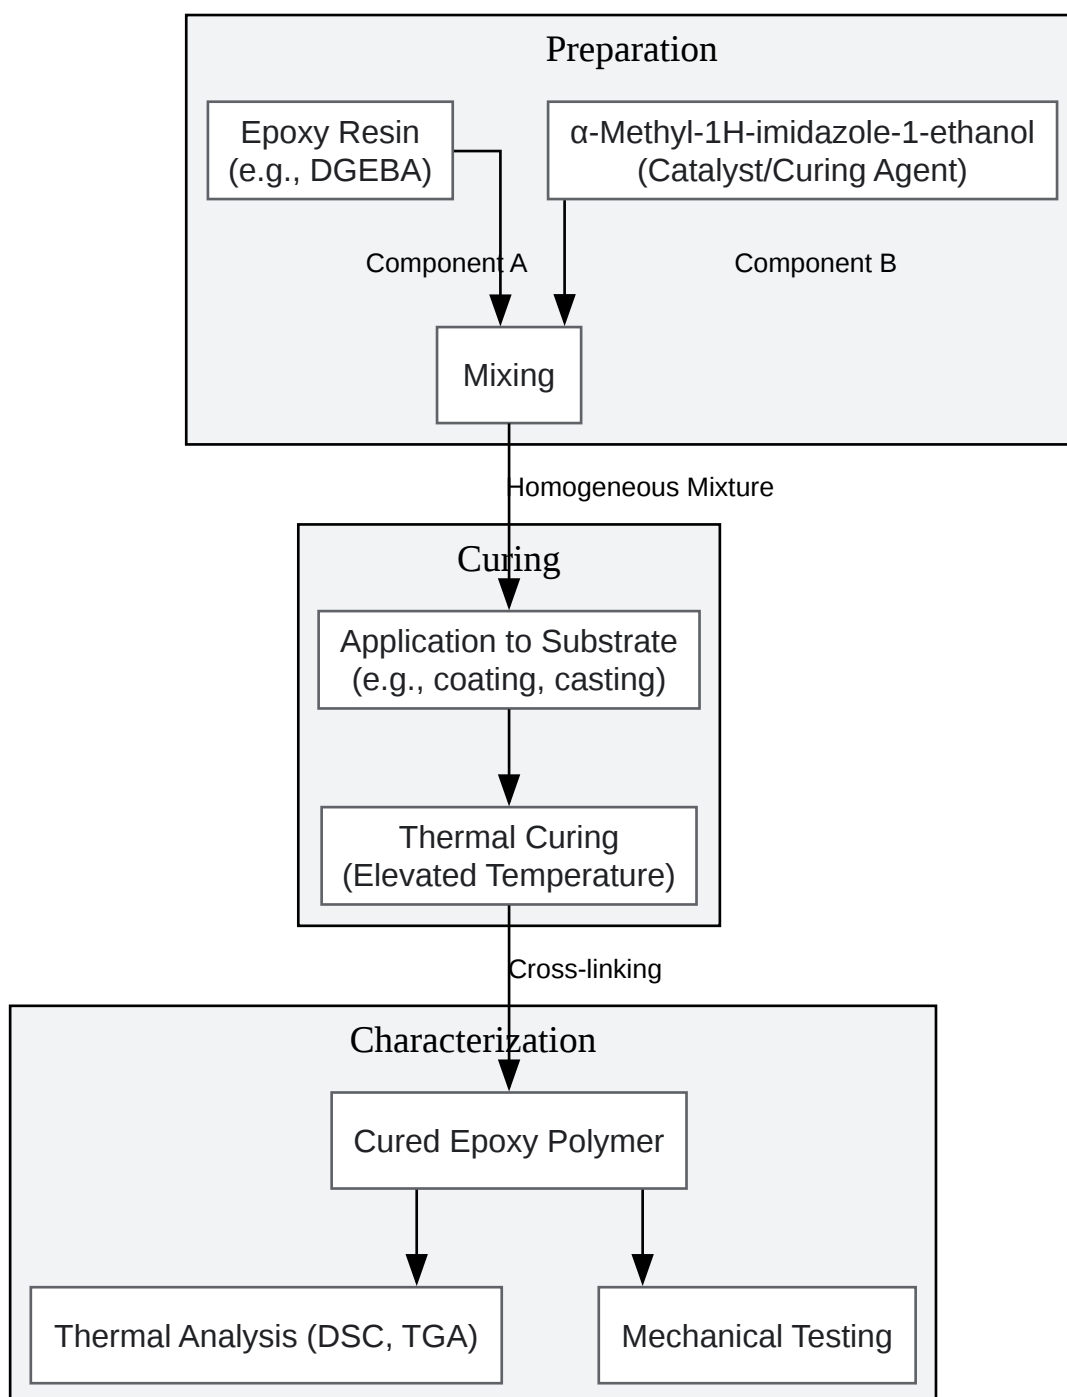 Preparation
Epoxy Resin
(e.g., DGEBA)
α-Methyl-1H-imidazole-1-ethanol
(Catalyst/Curing Agent)
Component A
Component B
Mixing
Homogeneous Mixture
Curing
Application to Substrate
(e.g., coating, casting)
Thermal Curing
(Elevated Temperature)
Cross-linking
Characterization
Cured Epoxy Polymer
Thermal Analysis (DSC, TGA)
Mechanical Testing